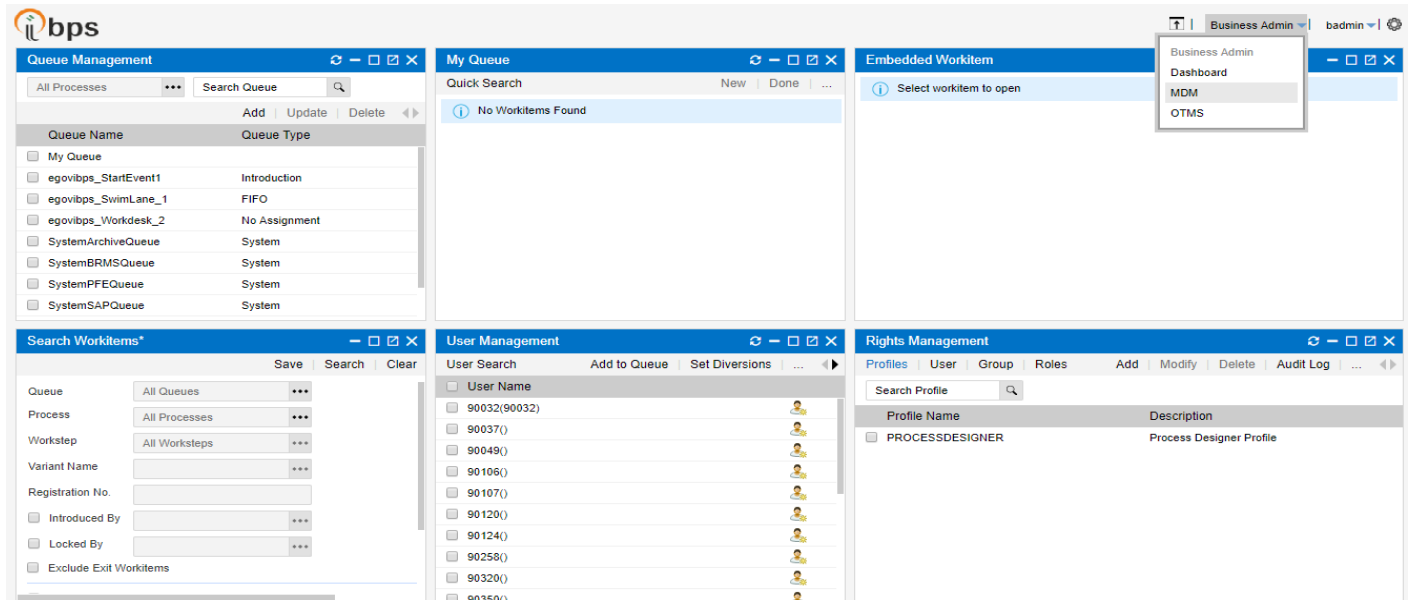 ibps
Business Admin
badmin
Business Admin
Dashboard
MDM
OTMS
Queue Management
All Processes ••• Search Queue
Add | Update | Delete
Queue Name Queue Type
My Queue
egovibps_StartEvent1 Introduction
egovibps_SwimLane_1 FIFO
egovibps_Workdesk_2 No Assignment
SystemArchiveQueue System
SystemBRMSQueue System
SystemPFEQueue System
SystemSAPQueue System
My Queue
Quick Search New | Done | ...
No Workitems Found
Embedded Workitem
Select workitem to open
Search Workitems*
Save | Search | Clear
Queue All Queues •••
Process All Processes •••
Workstep All Worksteps •••
Variant Name •••
Registration No.
Introduced By •••
Locked By •••
Exclude Exit Workitems
User Management
User Search Add to Queue | Set Diversions | ...
User Name
90032(90032)
90037()
90049()
90106()
90107()
90120()
90124()
90258()
90320()
90350()
Rights Management
Profiles | User | Group | Roles Add | Modify | Delete | Audit Log | ...
Search Profile
Profile Name Description
PROCESSDESIGNER Process Designer Profile